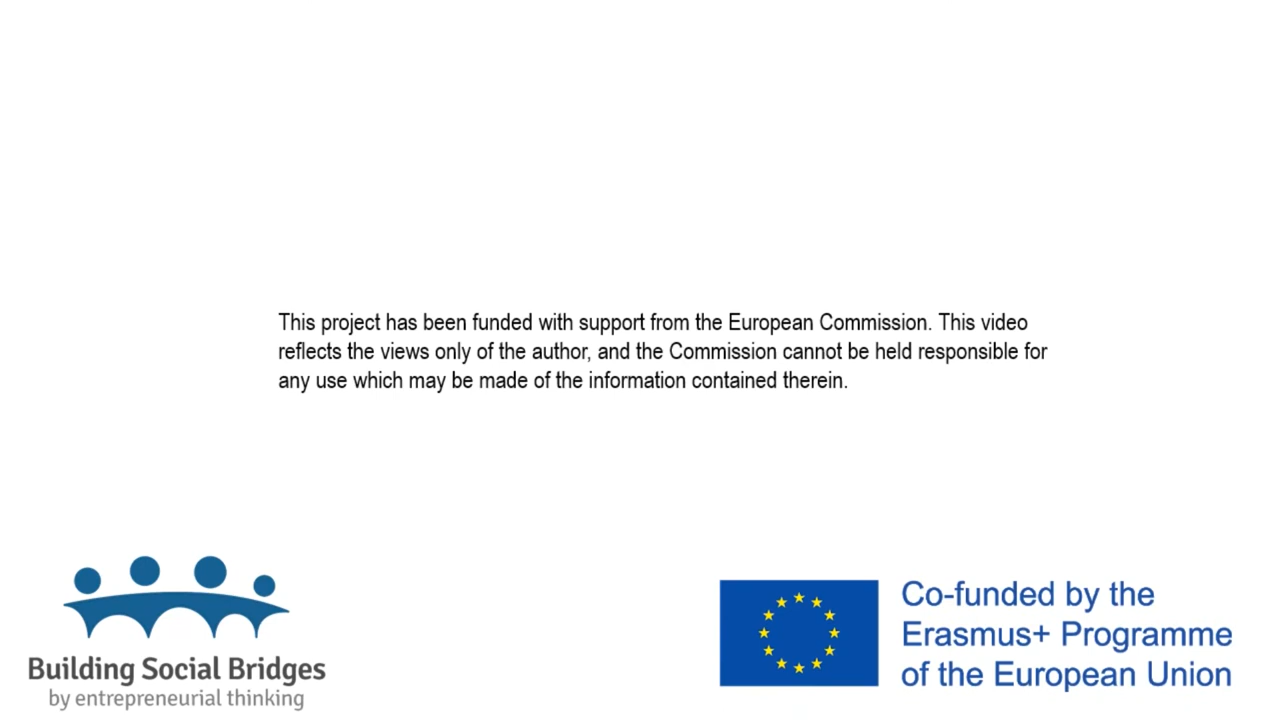 This project has been funded with support from the European Commission. This video
reflects the views only of the author, and the Commission cannot be held responsible for
any use which may be made of the information contained therein.
Building Social Bridges
by entrepreneurial thinking
Co-funded by the
Erasmus+ Programme
of the European Union